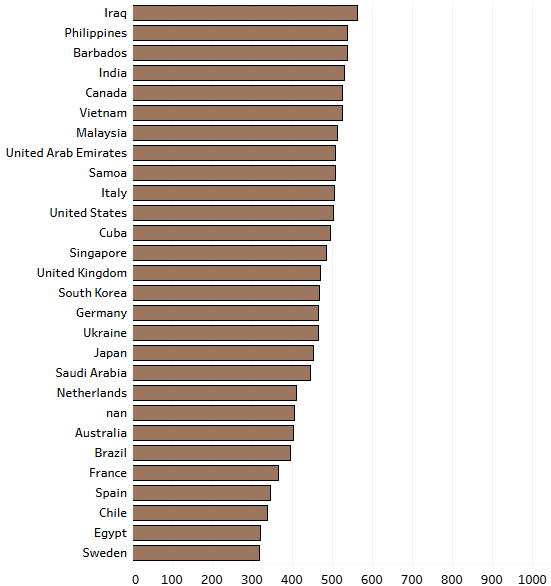 Iraq
Philippines
Barbados
India
Canada
Vietnam
Malaysia
United Arab Emirates
Samoa
Italy
United States
Cuba
Singapore
United Kingdom
South Korea
Germany
Ukraine
Japan
Saudi Arabia
Netherlands
nan
Australia
Brazil
France
Spain
Chile
Egypt
Sweden
0 100 200 300 400 500 600 700 800 900 1000